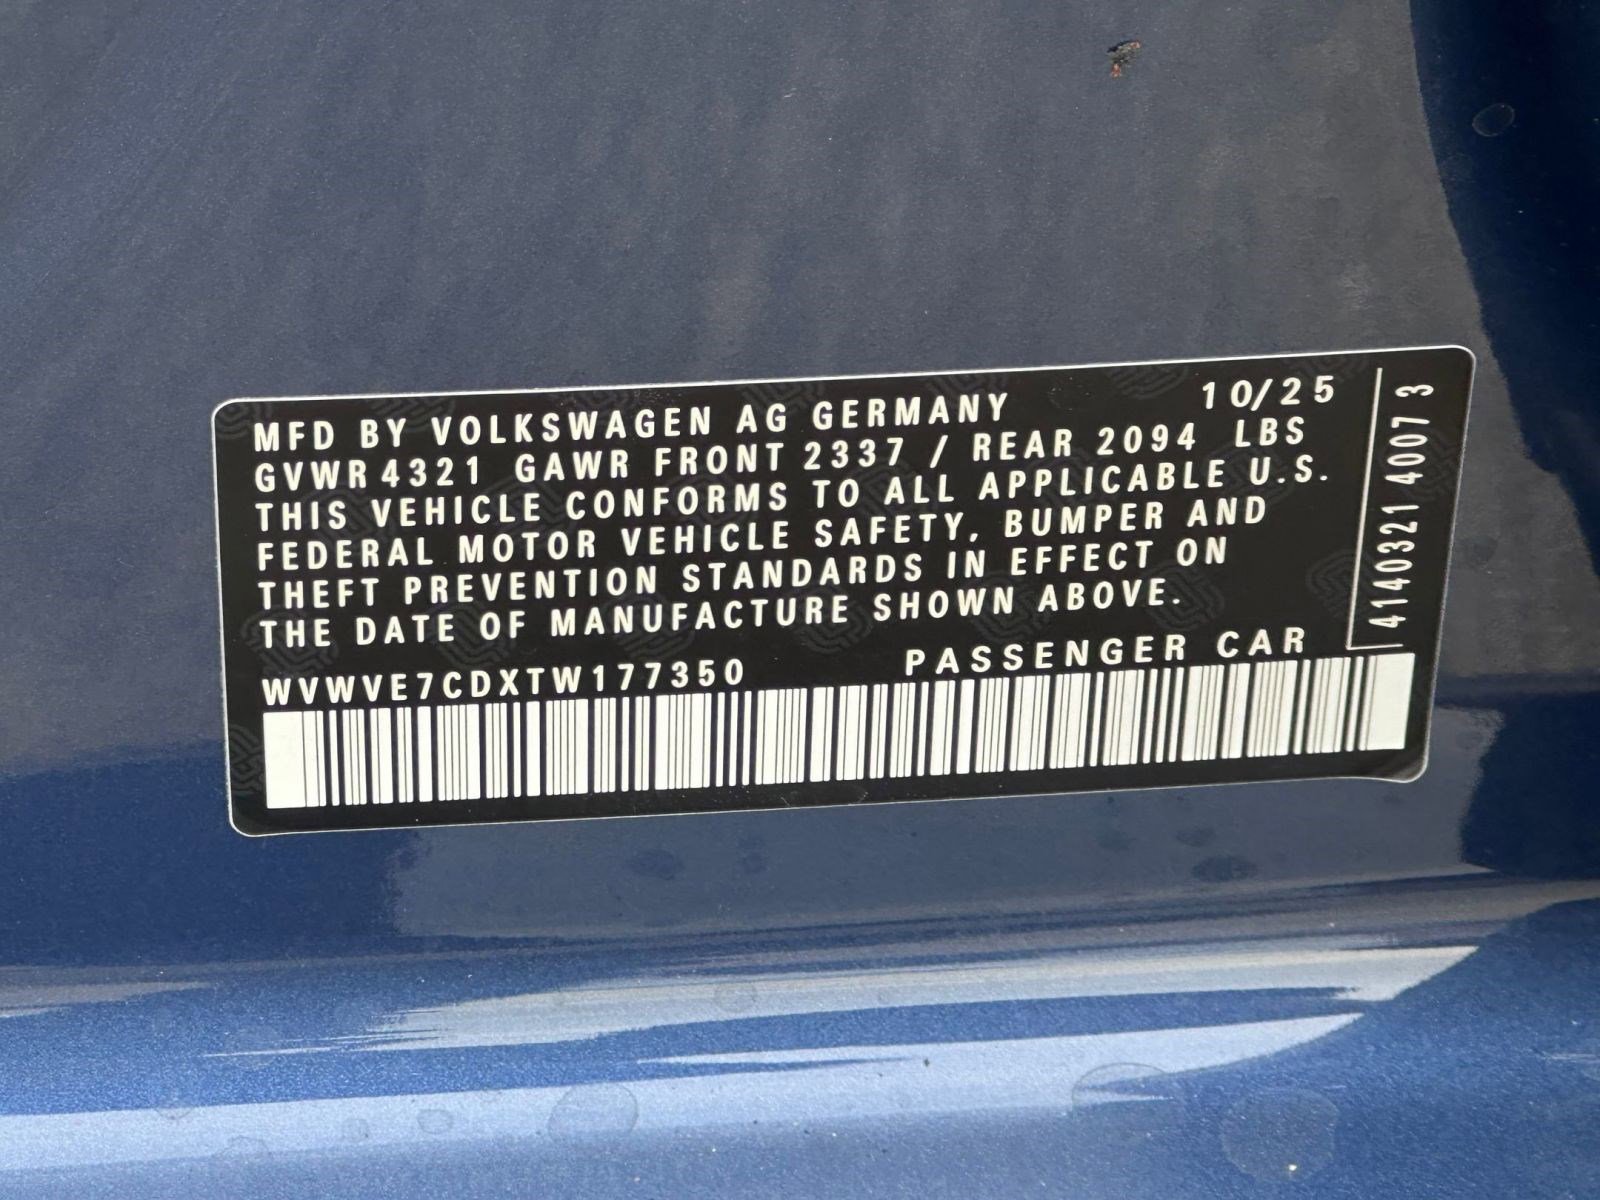 MFD BY VOLKSWAGEN AG GERMANY 10/25
GVWR 4321 GAWR FRONT 2337 / REAR 2094 LBS
THIS VEHICLE CONFORMS TO ALL APPLICABLE U.S.
FEDERAL MOTOR VEHICLE SAFETY, BUMPER AND
THEFT PREVENTION STANDARDS IN EFFECT ON
THE DATE OF MANUFACTURE SHOWN ABOVE.
WVWVE7CDXTW177350 PASSENGER CAR
4140321 4007 3